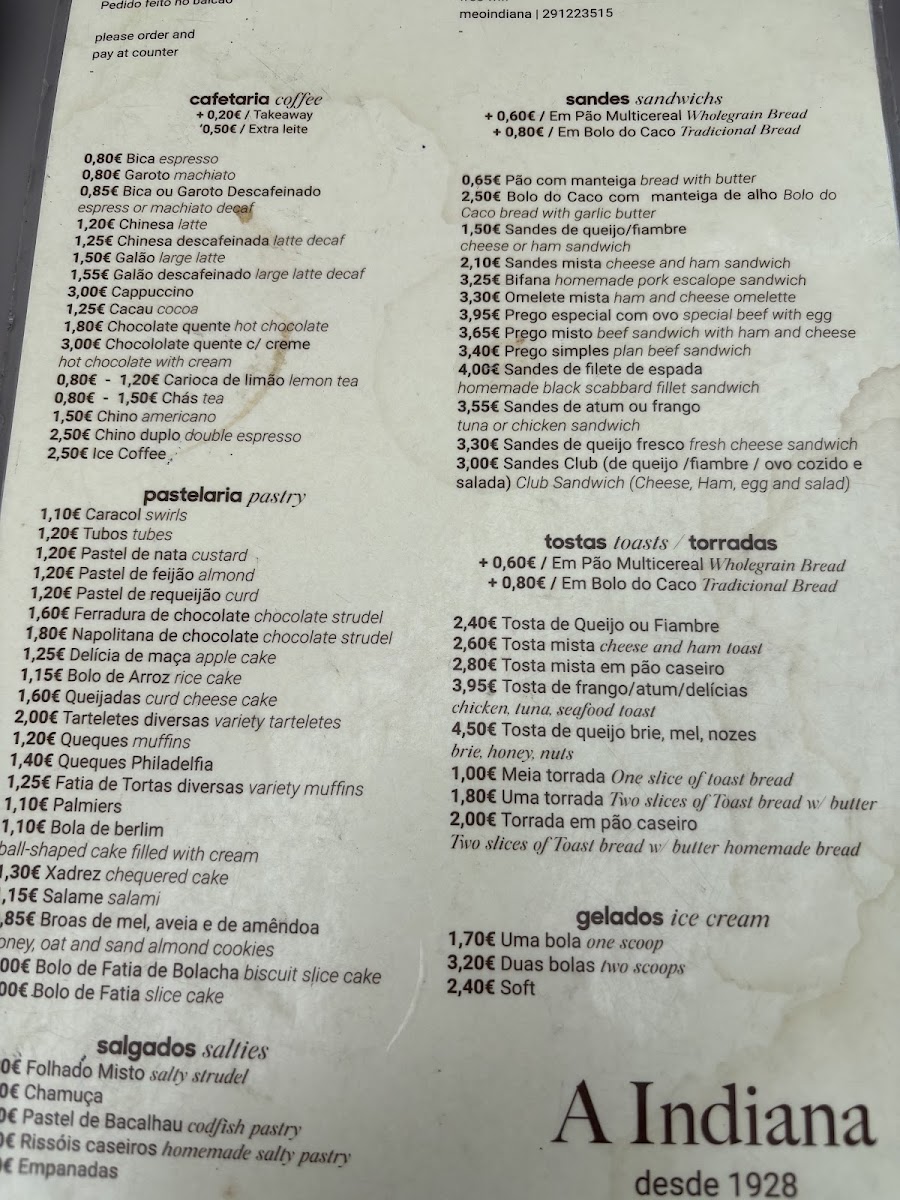 Pedido feito no balcão
please order and
pay at counter
-
meoindiana | 291223515
-
cafetaria coffee
+ 0,20€ / Takeaway
'0,50€ / Extra leite
0,80€ Bica espresso
0,80€ Garoto machiato
0,85€ Bica ou Garoto Descafeinado
espress or machiato decaf
1,20€ Chinesa latte
1,25€ Chinesa descafeinada latte decaf
1,50€ Galão large latte
1,55€ Galão descafeinado large latte decaf
3,00€ Cappuccino
1,25€ Cacau cocoa
1,80€ Chocolate quente hot chocolate
3,00€ Chocololate quente c/ creme
hot chocolate with cream
0,80€ - 1,20€ Carioca de limão lemon tea
0,80€ - 1,50€ Chás tea
1,50€ Chino americano
2,50€ Chino duplo double espresso
2,50€ Ice Coffee
pastelaria pastry
1,10€ Caracol swirls
1,20€ Tubos tubes
1,20€ Pastel de nata custard
1,20€ Pastel de feijão almond
1,20€ Pastel de requeijão curd
1,60€ Ferradura de chocolate chocolate strudel
1,80€ Napolitana de chocolate chocolate strudel
1,25€ Delícia de maça apple cake
1,15€ Bolo de Arroz rice cake
1,60€ Queijadas curd cheese cake
2,00€ Tarteletes diversas variety tarteletes
1,20€ Queques muffins
1,40€ Queques Philadelfia
1,25€ Fatia de Tortas diversas variety muffins
1,10€ Palmiers
1,10€ Bola de berlim
ball-shaped cake filled with cream
1,30€ Xadrez chequered cake
,15€ Salame salami
,85€ Broas de mel, aveia e de amêndoa
oney, oat and sand almond cookies
00€ Bolo de Fatia de Bolacha biscuit slice cake
00€ Bolo de Fatia slice cake
salgados salties
0€ Folhado Misto salty strudel
0€ Chamuça
0€ Pastel de Bacalhau codfish pastry
0€ Rissóis caseiros homemade salty pastry
€ Empanadas
sandes sandwichs
+ 0,60€ / Em Pão Multicereal Wholegrain Bread
+ 0,80€ / Em Bolo do Caco Tradicional Bread
0,65€ Pão com manteiga bread with butter
2,50€ Bolo do Caco com manteiga de alho Bolo do
Caco bread with garlic butter
1,50€ Sandes de queijo/fiambre
cheese or ham sandwich
2,10€ Sandes mista cheese and ham sandwich
3,25€ Bifana homemade pork escalope sandwich
3,30€ Omelete mista ham and cheese omelette
3,95€ Prego especial com ovo special beef with egg
3,65€ Prego misto beef sandwich with ham and cheese
3,40€ Prego simples plan beef sandwich
4,00€ Sandes de filete de espada
homemade black scabbard fillet sandwich
3,55€ Sandes de atum ou frango
tuna or chicken sandwich
3,30€ Sandes de queijo fresco fresh cheese sandwich
3,00€ Sandes Club (de queijo /fiambre / ovo cozido e
salada) Club Sandwich (Cheese, Ham, egg and salad)
tostas toasts / torradas
+ 0,60€ / Em Pão Multicereal Wholegrain Bread
+ 0,80€ / Em Bolo do Caco Tradicional Bread
2,40€ Tosta de Queijo ou Fiambre
2,60€ Tosta mista cheese and ham toast
2,80€ Tosta mista em pão caseiro
3,95€ Tosta de frango/atum/delícias
chicken, tuna, seafood toast
4,50€ Tosta de queijo brie, mel, nozes
brie, honey, nuts
1,00€ Meia torrada One slice of toast bread
1,80€ Uma torrada Two slices of Toast bread w/ butter
2,00€ Torrada em pão caseiro
Two slices of Toast bread w/ butter homemade bread
gelados ice cream
1,70€ Uma bola one scoop
3,20€ Duas bolas two scoops
2,40€ Soft
A Indiana
desde 1928